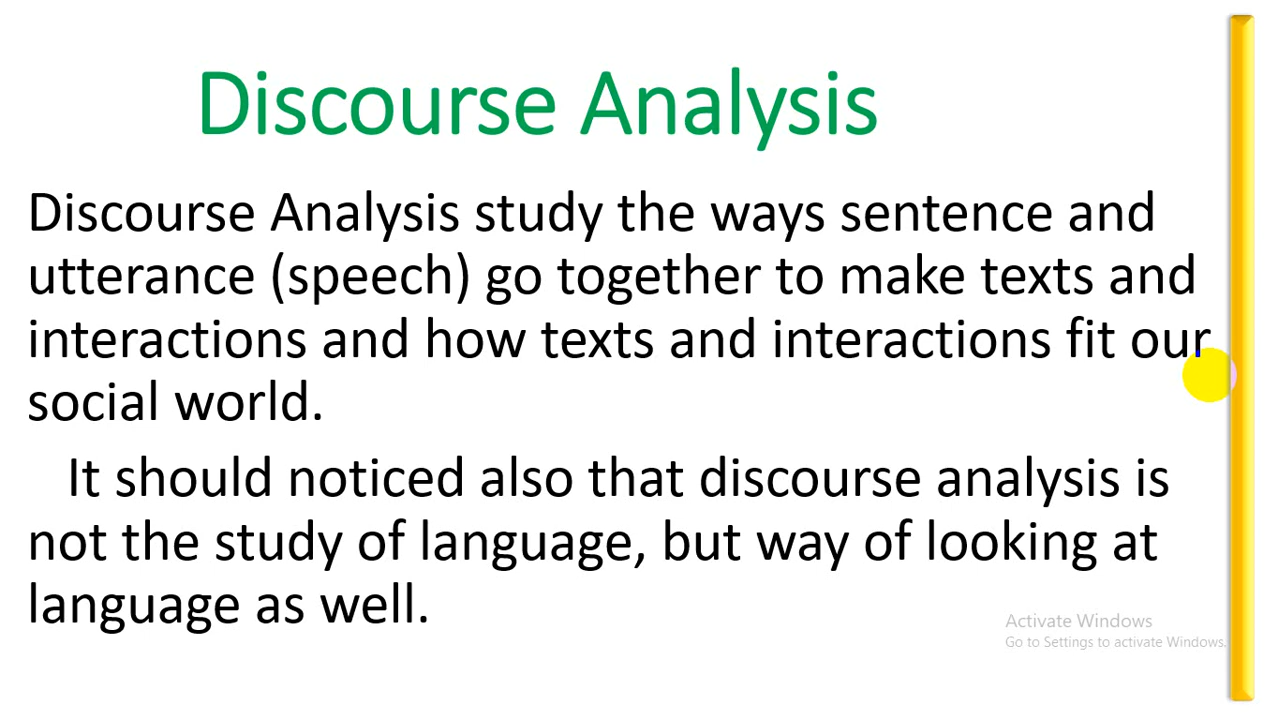 Discourse Analysis
Discourse Analysis study the ways sentence and
utterance (speech) go together to make texts and
interactions and how texts and interactions fit our
social world.
It should noticed also that discourse analysis is
not the study of language, but way of looking at
language as well.
Activate Windows
Go to Settings to activate Windows.